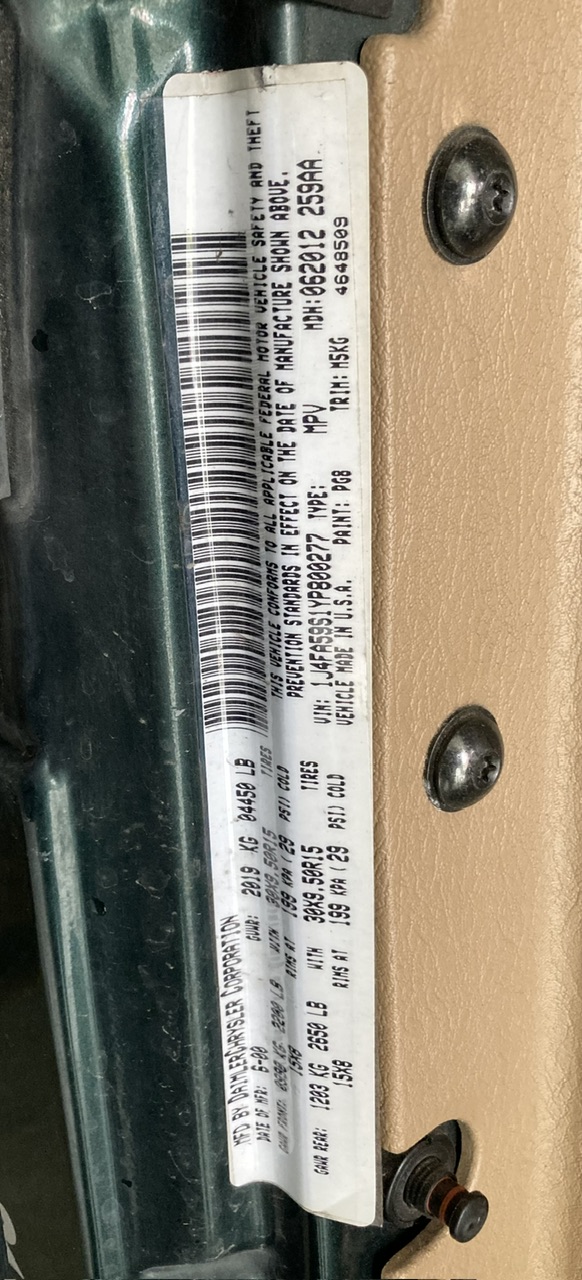 MFD BY DAIMLERCHRYSLER CORPORATION
DATE OF MFR: 6-00 GVWR: 2019 KG 04450 LB
GAWR FRONT: KG 2200 LB WITH 30X9.50R15 TIRES
15X8 RIMS AT 199 KPA ( 29 PSI) COLD
GAWR REAR: 1203 KG 2650 LB WITH 30X9.50R15 TIRES
15X8 RIMS AT 199 KPA ( 29 PSI) COLD
THIS VEHICLE CONFORMS TO ALL APPLICABLE FEDERAL MOTOR VEHICLE SAFETY AND THEFT
PREVENTION STANDARDS IN EFFECT ON THE DATE OF MANUFACTURE SHOWN ABOVE.
VIN: 1J4FA59S1YP800277 TYPE: MPV MDH:062012 259AA
VEHICLE MADE IN U.S.A. PAINT: PG8 TRIM: M5KG 4648509